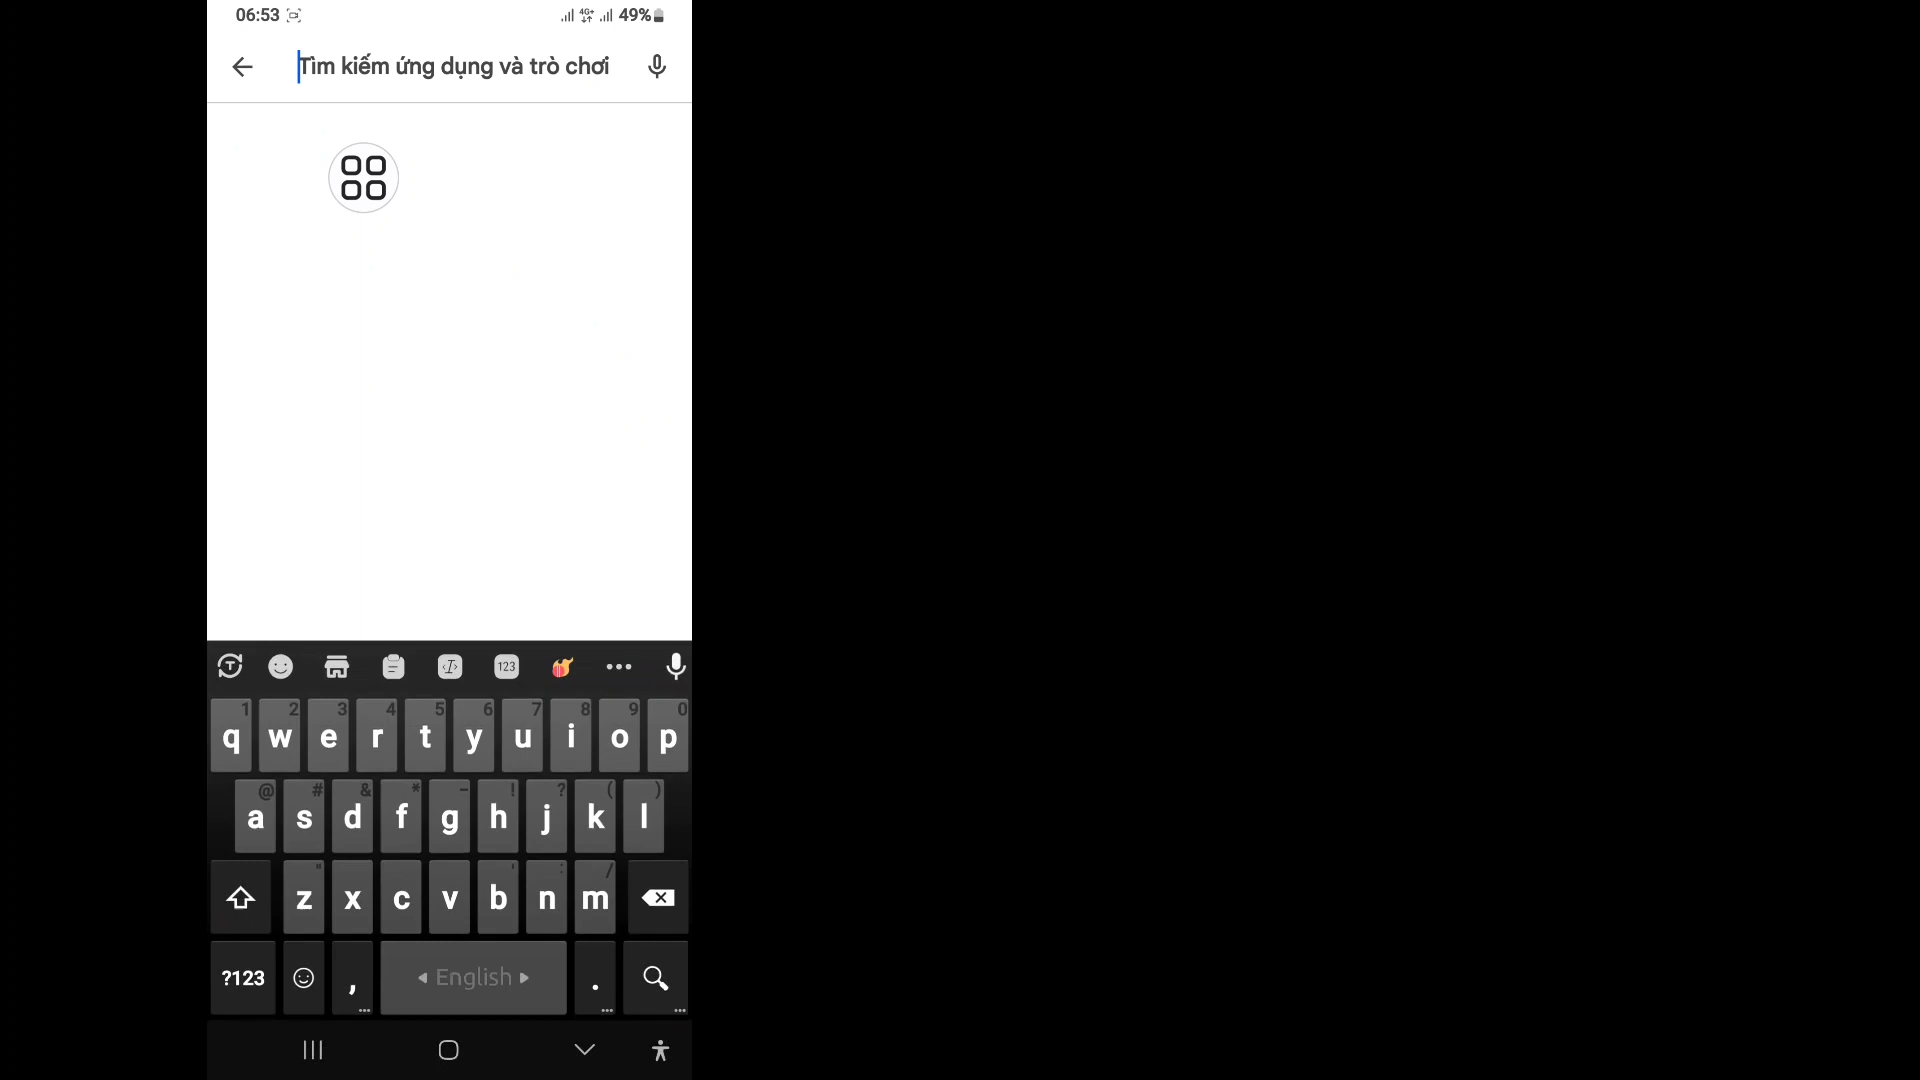 06:53 4G+ 49%
Tìm kiếm ứng dụng và trò chơi
T I 123
1 2 3 4 5 6 7 8 9 0
q w e r t y u i o p
@ # & * - ! ? ( )
a s d f g h j k l
" ' : /
z x c v b n m
?123 , English .